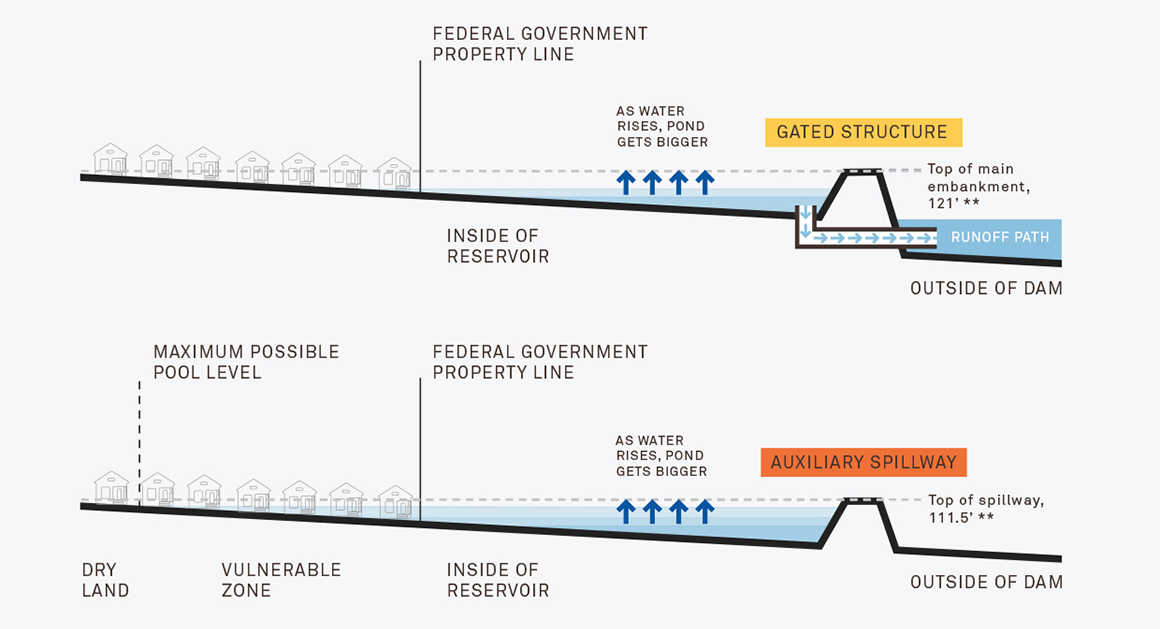 FEDERAL GOVERNMENT
PROPERTY LINE
AS WATER
RISES, POND
GETS BIGGER
GATED STRUCTURE
Top of main
embankment,
121' **
RUNOFF PATH
INSIDE OF
RESERVOIR
OUTSIDE OF DAM
MAXIMUM POSSIBLE
POOL LEVEL
FEDERAL GOVERNMENT
PROPERTY LINE
AS WATER
RISES, POND
GETS BIGGER
AUXILIARY SPILLWAY
Top of spillway,
111.5' **
DRY
LAND
VULNERABLE
ZONE
INSIDE OF
RESERVOIR
OUTSIDE OF DAM